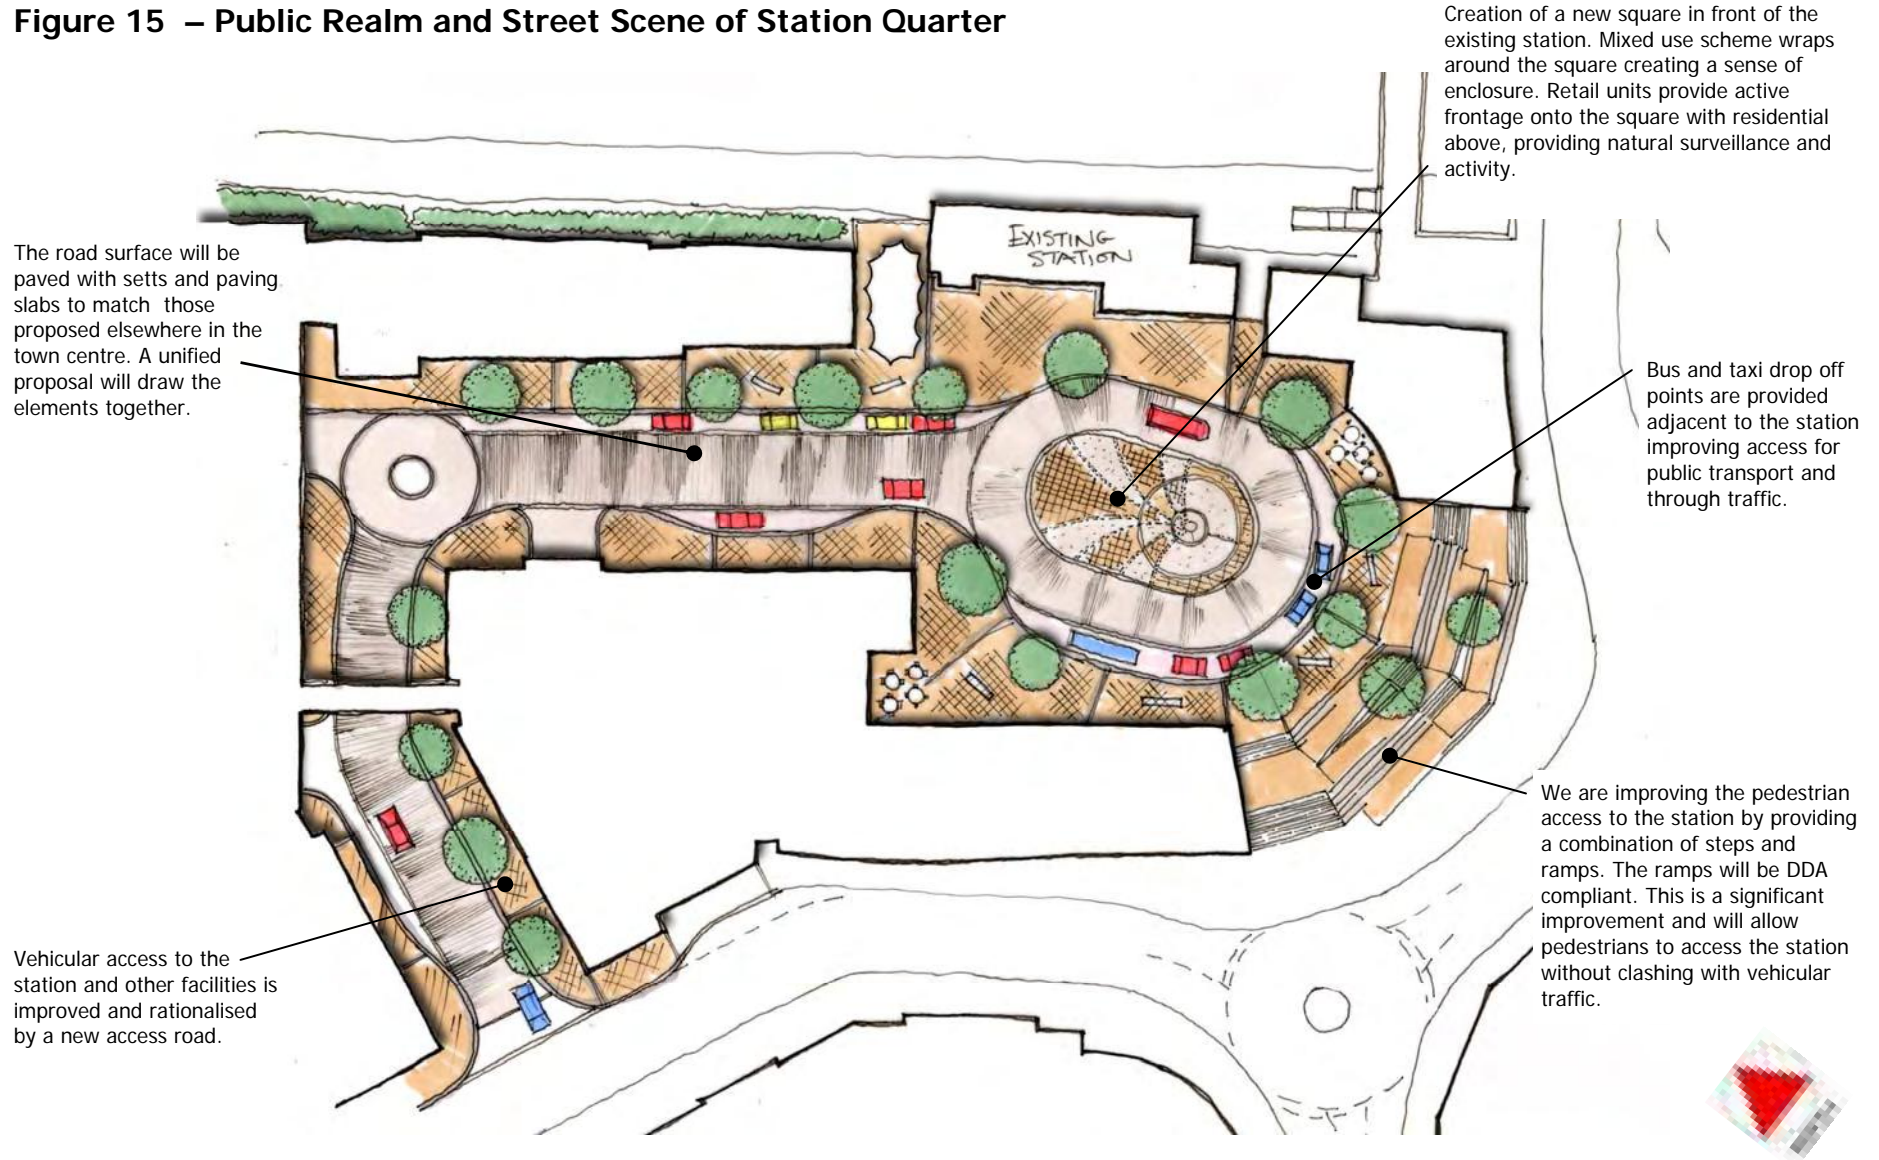 Figure 15 – Public Realm and Street Scene of Station Quarter
Creation of a new square in front of the
existing station. Mixed use scheme wraps
around the square creating a sense of
enclosure. Retail units provide active
frontage onto the square with residential
above, providing natural surveillance and
activity.
EXISTING
STATION
The road surface will be
paved with setts and paving
slabs to match those
proposed elsewhere in the
town centre. A unified
proposal will draw the
elements together.
Bus and taxi drop off
points are provided
adjacent to the station
improving access for
public transport and
through traffic.
We are improving the pedestrian
access to the station by providing
a combination of steps and
ramps. The ramps will be DDA
compliant. This is a significant
improvement and will allow
pedestrians to access the station
without clashing with vehicular
traffic.
Vehicular access to the
station and other facilities is
improved and rationalised
by a new access road.